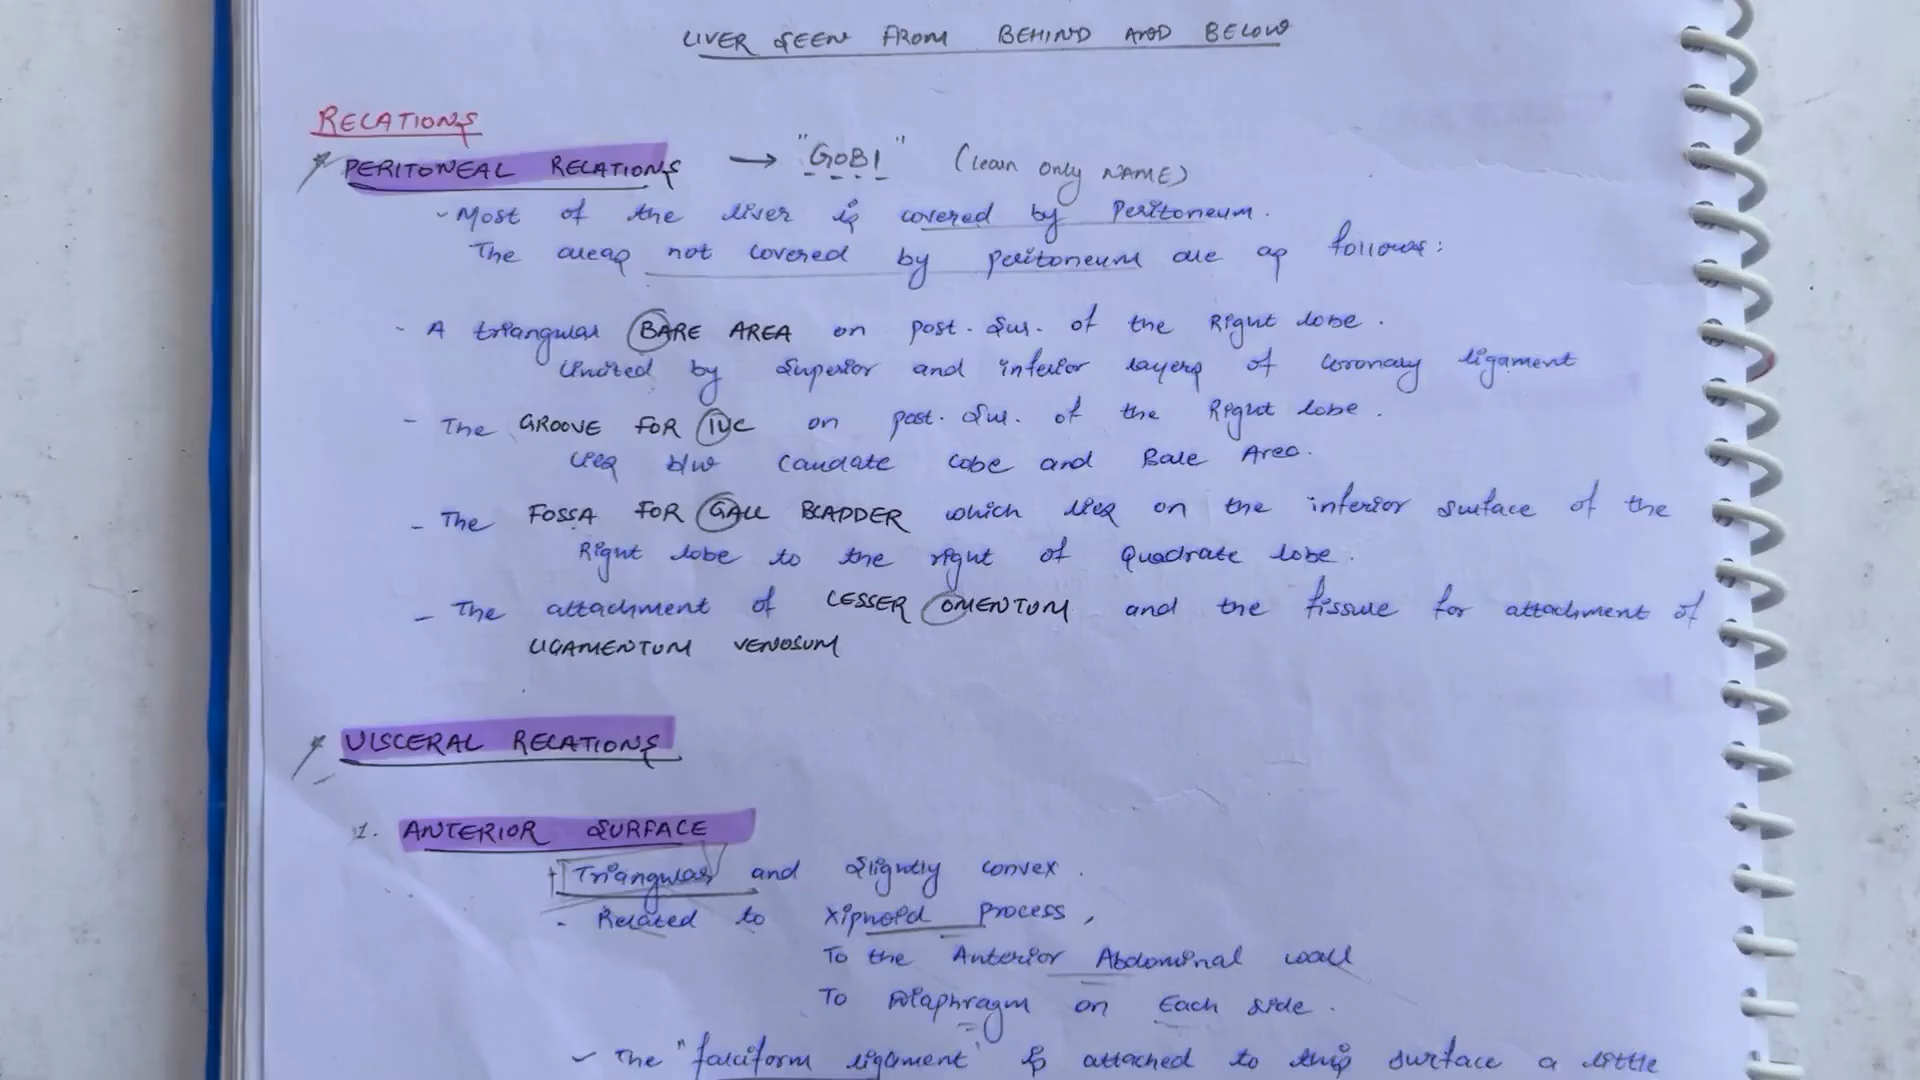 LIVER SEEN FROM BEHIND AND BELOW
RELATIONS
PERITONEAL RELATIONS → "GOBI" (learn only NAME)
- Most of the liver is covered by Peritoneum.
The areas not covered by peritoneum are as follows:
- A triangular BARE AREA on post. Sur. of the Right lobe.
Limited by Superior and inferior layers of coronary ligament
- The GROOVE FOR IVC on post. Sur. of the Right lobe.
Lies b/w Caudate Lobe and Bare Area.
- The FOSSA FOR GALL BLADDER which lies on the inferior surface of the
Right lobe to the right of Quadrate lobe.
- The attachment of LESSER OMENTUM and the fissure for attachment of
LIGAMENTUM VENOSUM
VISCERAL RELATIONS
1. ANTERIOR SURFACE
Triangular and Slightly convex.
- Related to Xiphoid process,
To the Anterior Abdominal wall
To Diaphragm on Each side.
- The "falciform ligament" is attached to this surface a little